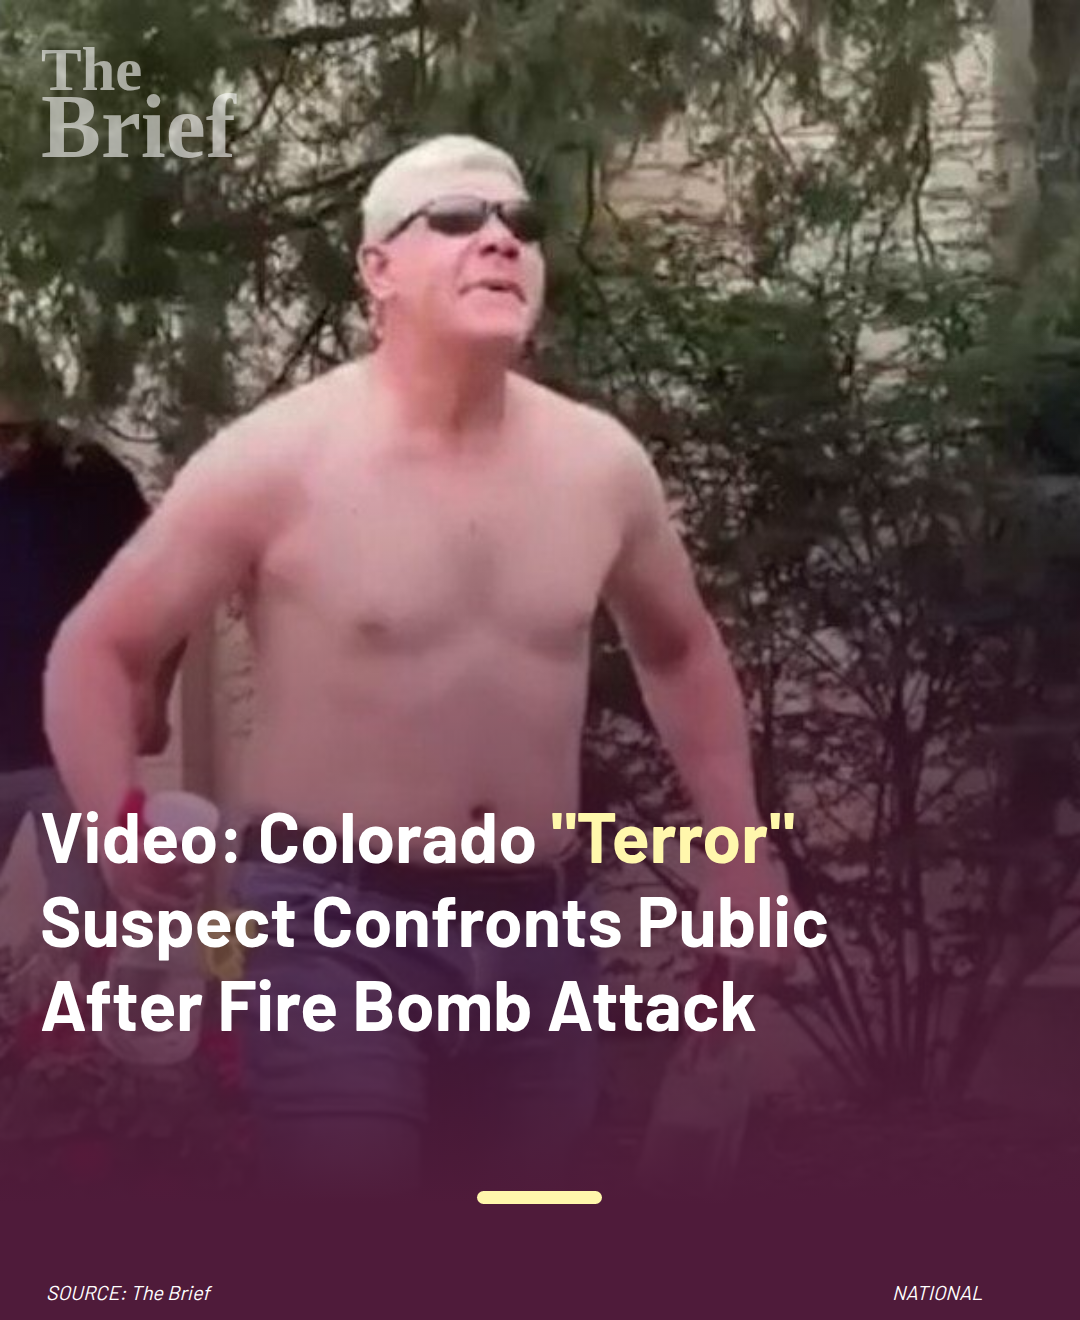 The
Brief
Video: Colorado "Terror"
Suspect Confronts Public
After Fire Bomb Attack
SOURCE: The Brief
NATIONAL